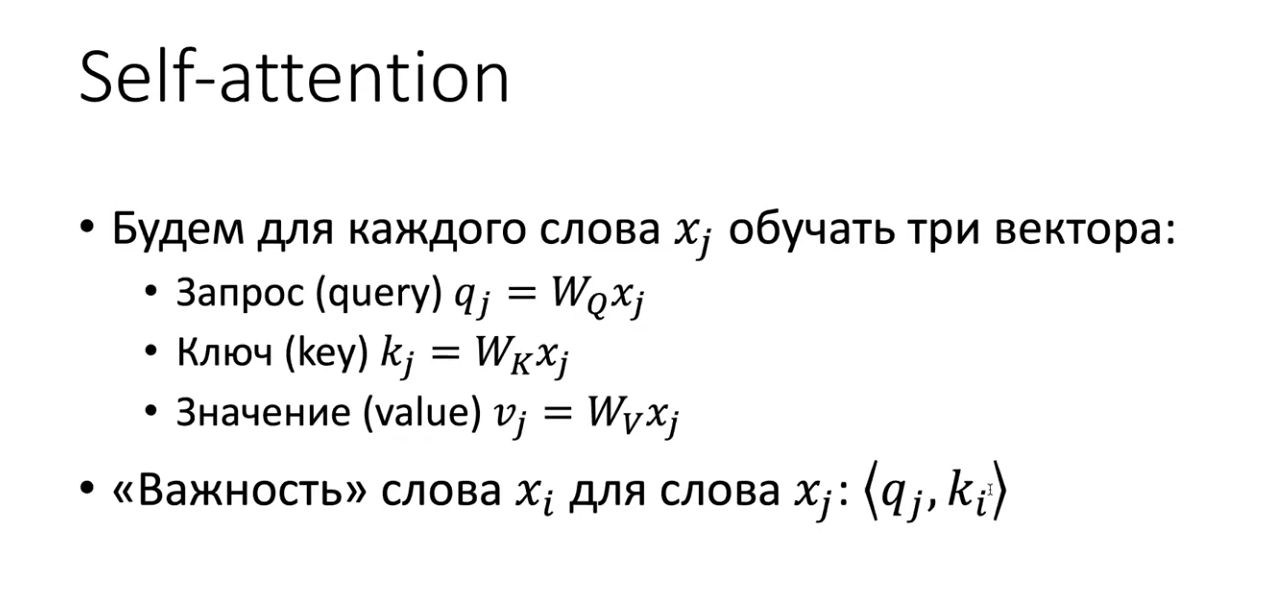 Self-attention
• Будем для каждого слова $x_j$ обучать три вектора:
• Запрос (query) $q_j = W_Q x_j$
• Ключ (key) $k_j = W_K x_j$
• Значение (value) $v_j = W_V x_j$
• «Важность» слова $x_i$ для слова $x_j$: $\langle q_j, k_i \rangle$